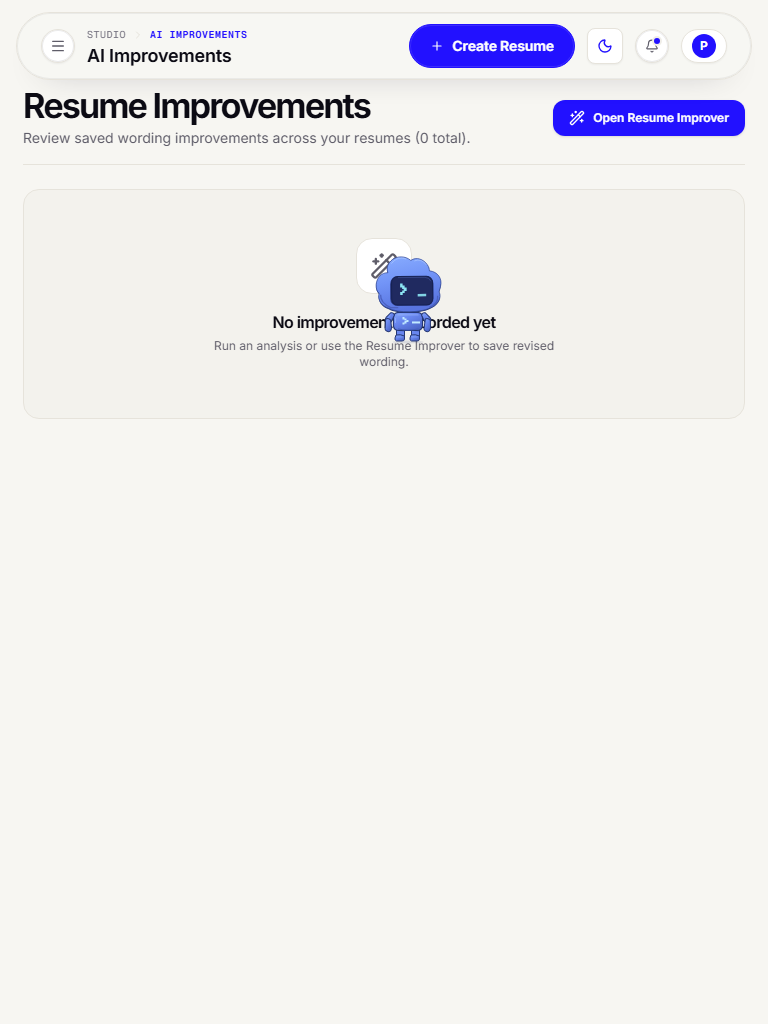 STUDIO > AI IMPROVEMENTS
AI Improvements
+ Create Resume
P
Resume Improvements
Review saved wording improvements across your resumes (0 total).
Open Resume Improver
>_
>_
No improvemen orded yet
Run an analysis or use the Resume Improver to save revised
wording.